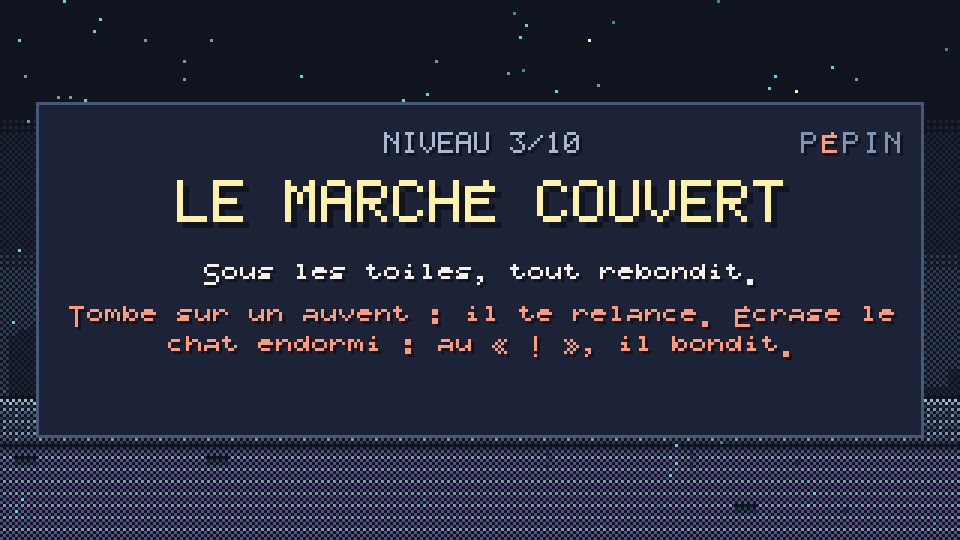 NIVEAU 3/10
PÉPIN
LE MARCHÉ COUVERT
Sous les toiles, tout rebondit.
Tombe sur un auvent : il te relance. Écrase le
chat endormi : au « ! », il bondit.